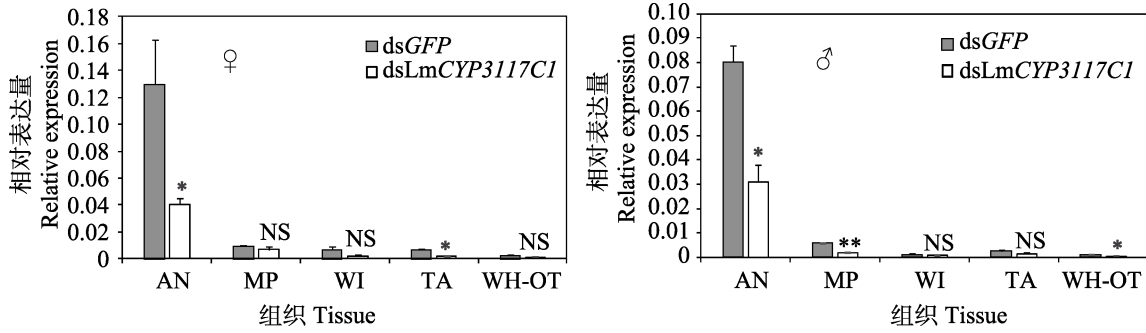 相对表达量
Relative expression
0.18
0.16
0.14
0.12
0.10
0.08
0.06
0.04
0.02
0
♀
dsGFP
dsLmCYP3117C1
*
NS
NS
*
NS
AN MP WI TA WH-OT
组织 Tissue
相对表达量
Relative expression
0.10
0.09
0.08
0.07
0.06
0.05
0.04
0.03
0.02
0.01
0
♂
dsGFP
dsLmCYP3117C1
*
**
NS
NS
*
AN MP WI TA WH-OT
组织 Tissue